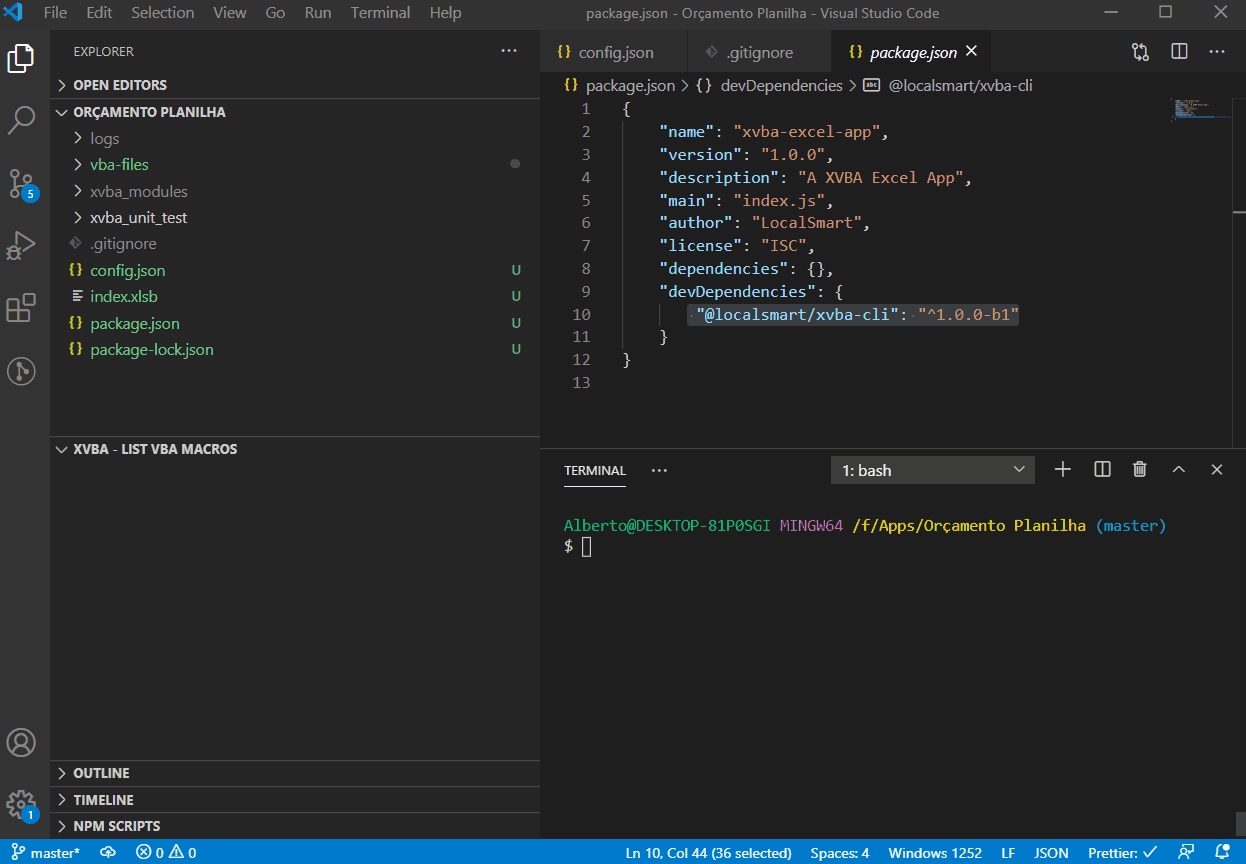 File Edit Selection View Go Run Terminal Help package.json - Orçamento Planilha - Visual Studio Code
EXPLORER
OPEN EDITORS
ORÇAMENTO PLANILHA
logs
vba-files
xvba_modules
xvba_unit_test
.gitignore
config.json U
index.xlsb U
package.json U
package-lock.json U
5
XVBA - LIST VBA MACROS
OUTLINE
TIMELINE
NPM SCRIPTS
1
{} config.json .gitignore {} package.json
{} package.json > {} devDependencies > abc @localsmart/xvba-cli
1 {
2 "name": "xvba-excel-app",
3 "version": "1.0.0",
4 "description": "A XVBA Excel App",
5 "main": "index.js",
6 "author": "LocalSmart",
7 "license": "ISC",
8 "dependencies": {},
9 "devDependencies": {
10 "@localsmart/xvba-cli": "^1.0.0-b1"
11 }
12 }
13
TERMINAL ... 1: bash
Alberto@DESKTOP-81P0SGI MINGW64 /f/Apps/Orçamento Planilha (master)
$
master* 0 0 Ln 10, Col 44 (36 selected) Spaces: 4 Windows 1252 LF JSON Prettier: ✓